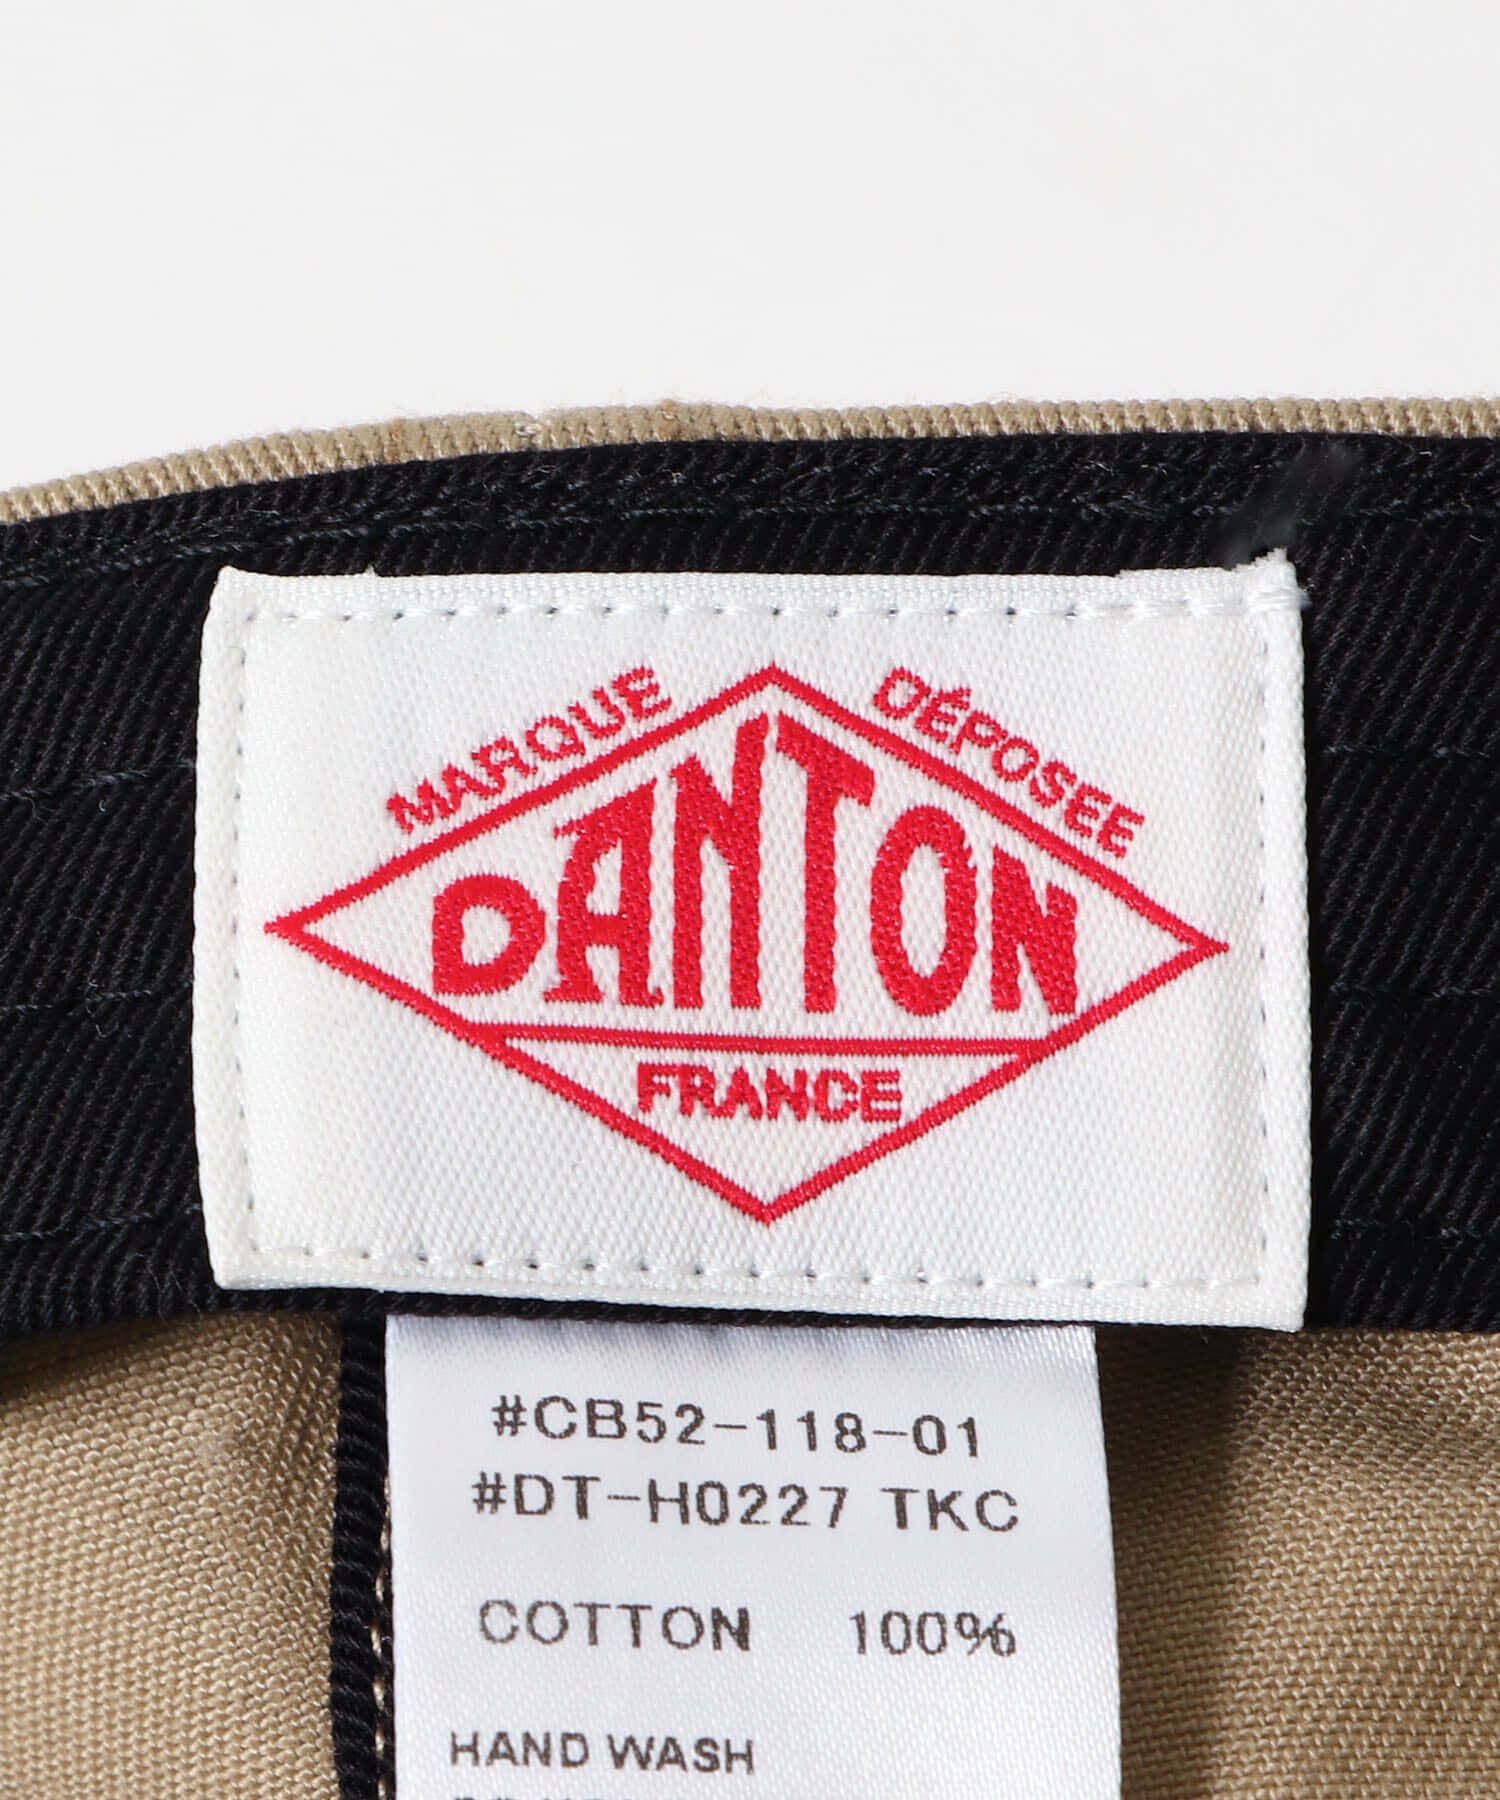 MARQUE DÉPOSEE
DANTON
FRANCE
#CB52-118-01
#DT-H0227 TKC
COTTON 100%
HAND WASH